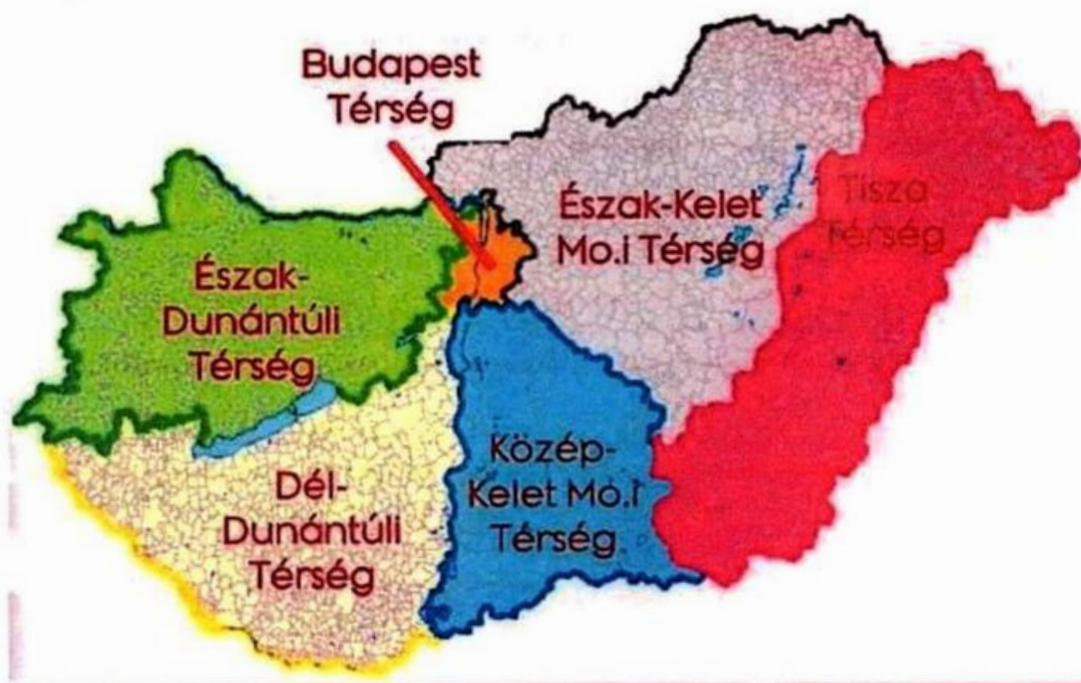 Budapest
Térség
Észak-Kelet
Mo.i Térség
Tisza
Térség
Észak-
Dunántúli
Térség
Közép-
Kelet Mo.i
Térség
Dél-
Dunántúli
Térség